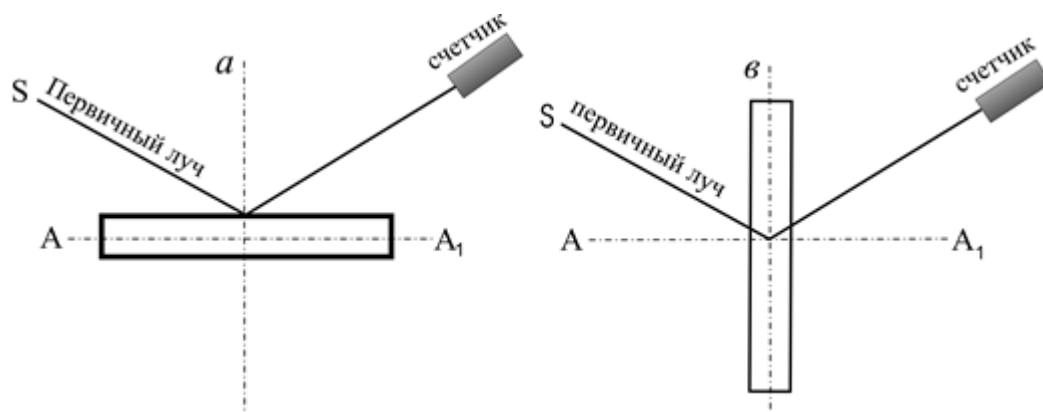 а
S
Первичный луч
счетчик
A
A₁
в
S
первичный луч
счетчик
A
A₁